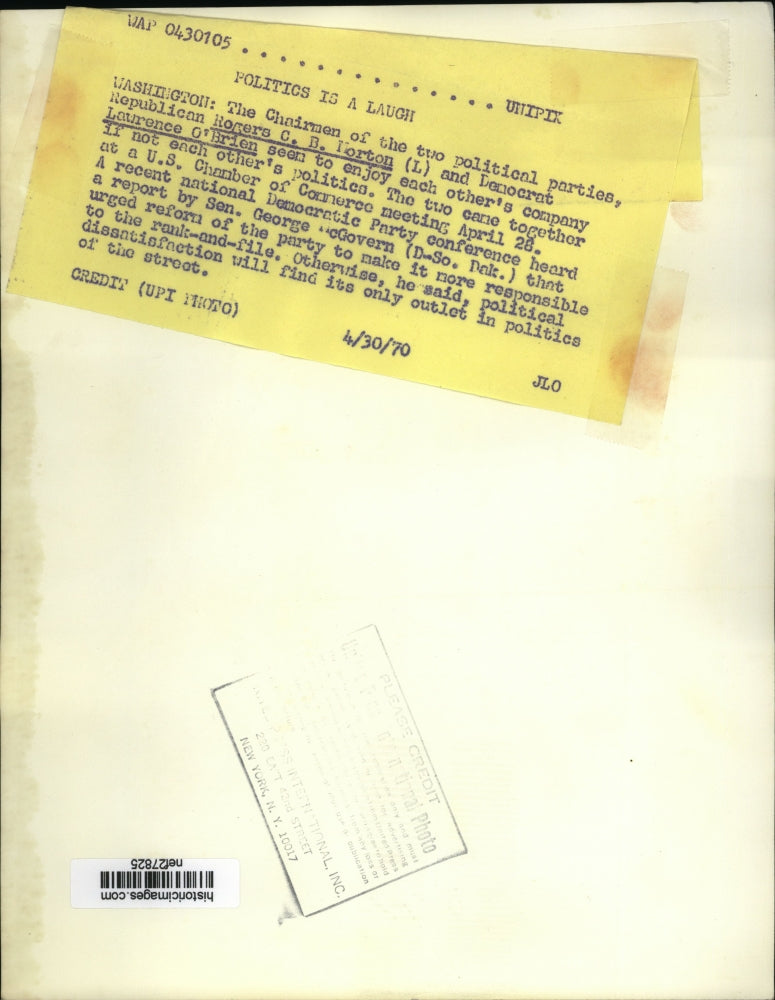 WAP 0430105 . . . . . . . . . . . . . . . UNIPIX
POLITICS IS A LAUGH
WASHINGTON: The Chairmen of the two political parties,
Republican Rogers C. B. Morton (L) and Democrat
Lawrence O'Brien seem to enjoy each other's company
if not each other's politics. The two came together
at a U.S. Chamber of Commerce meeting April 28.
A recent national Democratic Party conference heard
a report by Sen. George McGovern (D-So. Dak.) that
urged reform of the party to make it more responsible
to the rank-and-file. Otherwise, he said, political
dissatisfaction will find its only outlet in politics
of the street.
CREDIT (UPI PHOTO)
4/30/70
JLO
PLEASE CREDIT
Photo
INTERNATIONAL, INC.
STREET
NEW YORK, N. Y. 10017
historicimages.com
nef27825